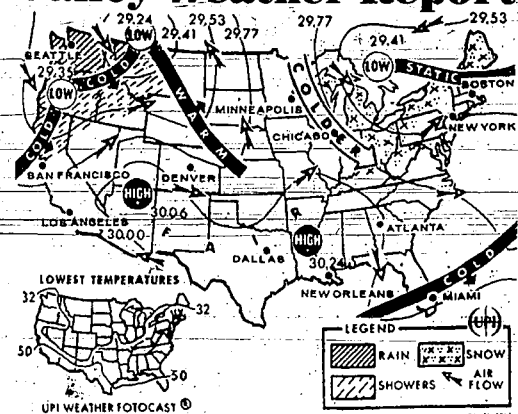 Weather Report
29.24 29.53 29.77 29.53
29.41 29.77 29.41
LOW
SEATTLE
29.35
LOW
COLD
COLD
WARM
MINNEAPOLIS
COLDER
CHICAGO
LOW
STATIC
BOSTON
NEW YORK
SAN FRANCISCO
DENVER
HIGH
30.06
LOS ANGELES
30.00
F
A
R
DALLAS
HIGH
30.24
ATLANTA
NEW ORLEANS
COLD
MIAMI
LOWEST TEMPERATURES
32
32
50
50
UPI WEATHER FOTOCAST ®
LEGEND
UPI
RAIN
SNOW
SHOWERS
AIR FLOW